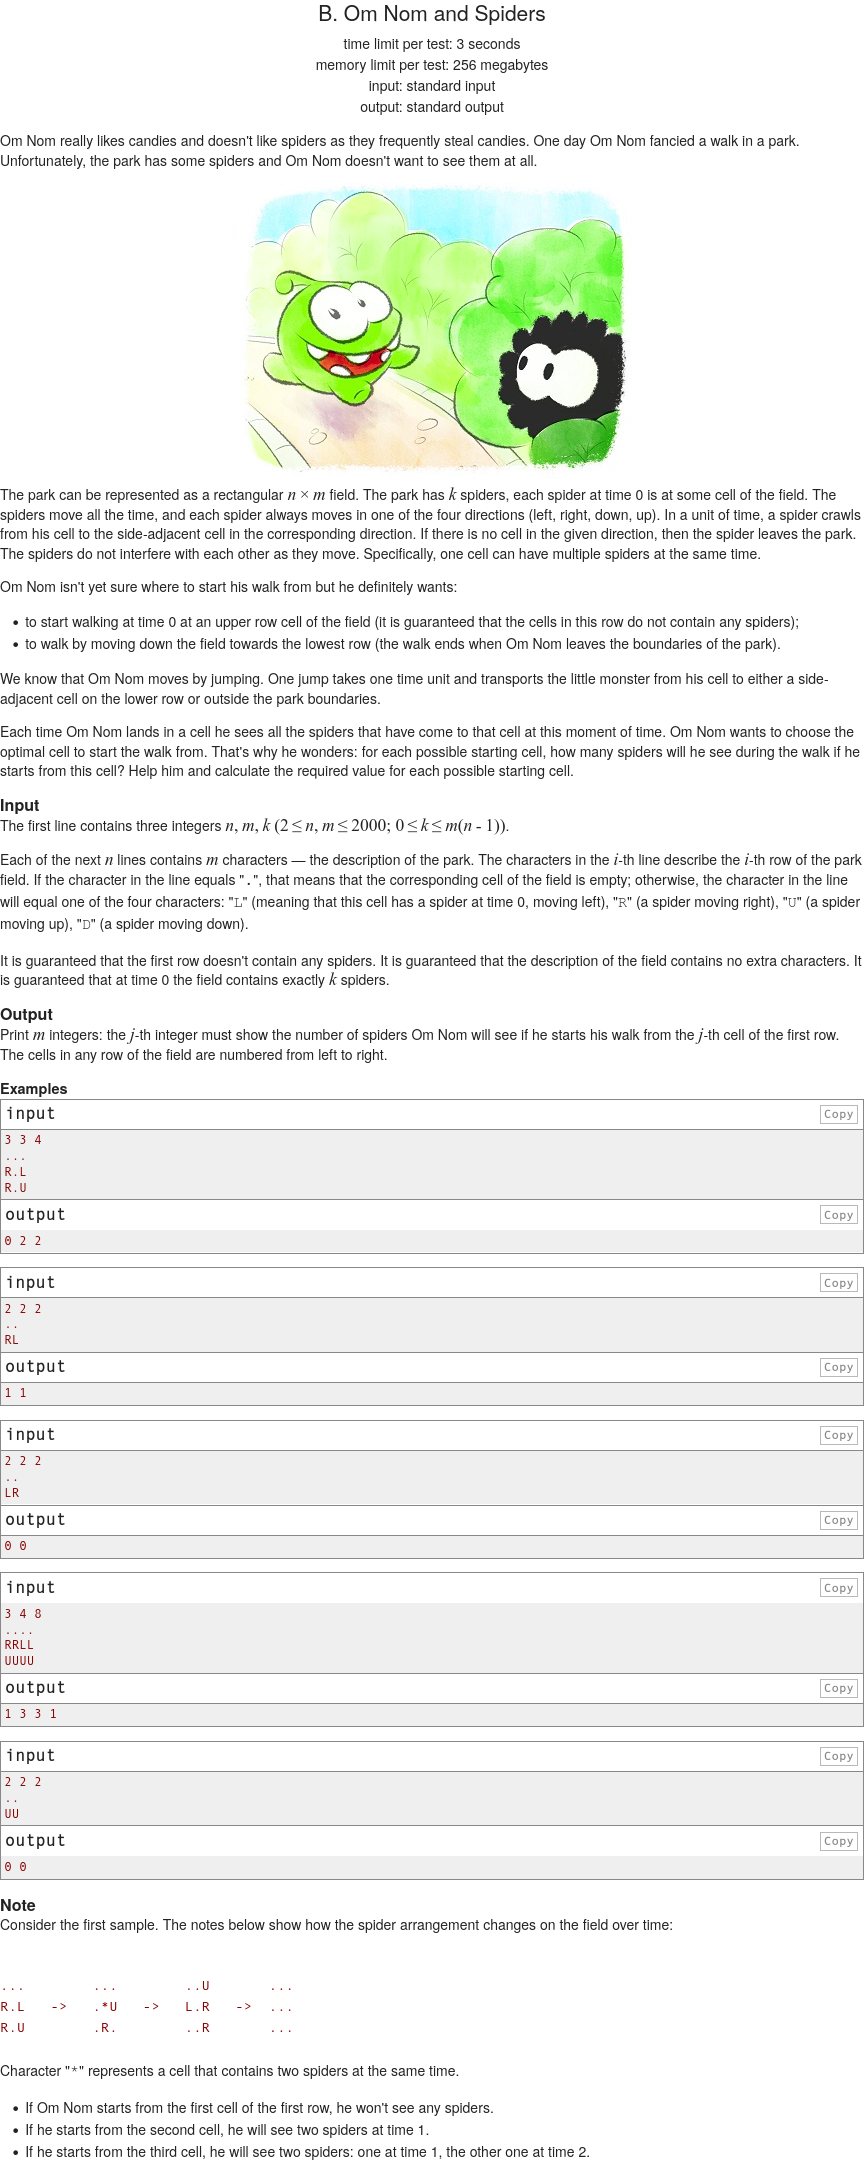 B. Om Nom and Spiders
time limit per test: 3 seconds
memory limit per test: 256 megabytes
input: standard input
output: standard output
Om Nom really likes candies and doesn't like spiders as they frequently steal candies. One day Om Nom fancied a walk in a park.
Unfortunately, the park has some spiders and Om Nom doesn't want to see them at all.
The park can be represented as a rectangular n × m field. The park has k spiders, each spider at time 0 is at some cell of the field. The
spiders move all the time, and each spider always moves in one of the four directions (left, right, down, up). In a unit of time, a spider crawls
from his cell to the side-adjacent cell in the corresponding direction. If there is no cell in the given direction, then the spider leaves the park.
The spiders do not interfere with each other as they move. Specifically, one cell can have multiple spiders at the same time.
Om Nom isn't yet sure where to start his walk from but he definitely wants:
• to start walking at time 0 at an upper row cell of the field (it is guaranteed that the cells in this row do not contain any spiders);
• to walk by moving down the field towards the lowest row (the walk ends when Om Nom leaves the boundaries of the park).
We know that Om Nom moves by jumping. One jump takes one time unit and transports the little monster from his cell to either a side-
adjacent cell on the lower row or outside the park boundaries.
Each time Om Nom lands in a cell he sees all the spiders that have come to that cell at this moment of time. Om Nom wants to choose the
optimal cell to start the walk from. That's why he wonders: for each possible starting cell, how many spiders will he see during the walk if he
starts from this cell? Help him and calculate the required value for each possible starting cell.
Input
The first line contains three integers n, m, k (2 ≤ n, m ≤ 2000; 0 ≤ k ≤ m(n - 1)).
Each of the next n lines contains m characters — the description of the park. The characters in the i-th line describe the i-th row of the park
field. If the character in the line equals ".", that means that the corresponding cell of the field is empty; otherwise, the character in the line
will equal one of the four characters: "L" (meaning that this cell has a spider at time 0, moving left), "R" (a spider moving right), "U" (a spider
moving up), "D" (a spider moving down).
It is guaranteed that the first row doesn't contain any spiders. It is guaranteed that the description of the field contains no extra characters. It
is guaranteed that at time 0 the field contains exactly k spiders.
Output
Print m integers: the j-th integer must show the number of spiders Om Nom will see if he starts his walk from the j-th cell of the first row.
The cells in any row of the field are numbered from left to right.
Examples
input Copy
3 3 4
...
R.L
R.U
output Copy
0 2 2
input Copy
2 2 2
..
RL
output Copy
1 1
input Copy
2 2 2
..
LR
output Copy
0 0
input Copy
3 4 8
....
RRLL
UUUU
output Copy
1 3 3 1
input Copy
2 2 2
..
UU
output Copy
0 0
Note
Consider the first sample. The notes below show how the spider arrangement changes on the field over time:
... ... ..U ...
R.L -> .*U -> L.R -> ...
R.U .R. ..R ...
Character "*" represents a cell that contains two spiders at the same time.
• If Om Nom starts from the first cell of the first row, he won't see any spiders.
• If he starts from the second cell, he will see two spiders at time 1.
• If he starts from the third cell, he will see two spiders: one at time 1, the other one at time 2.